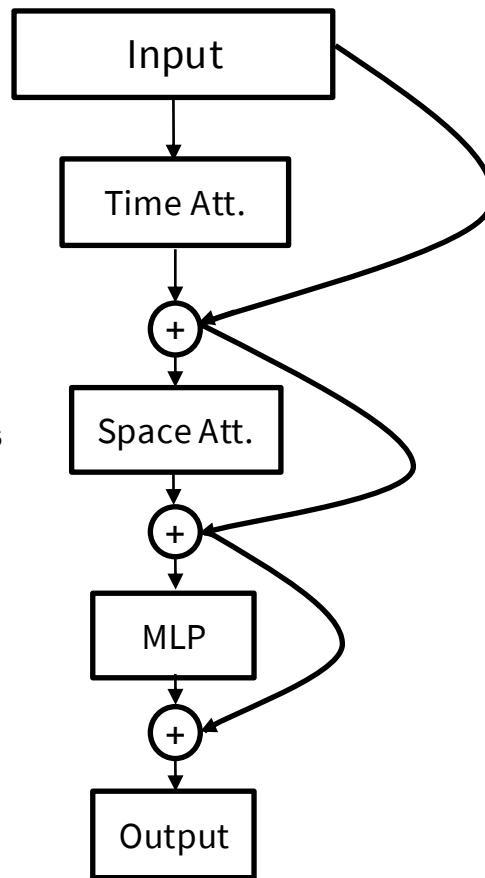 Input
Time Att.
+
s
Space Att.
+
MLP
+
Output